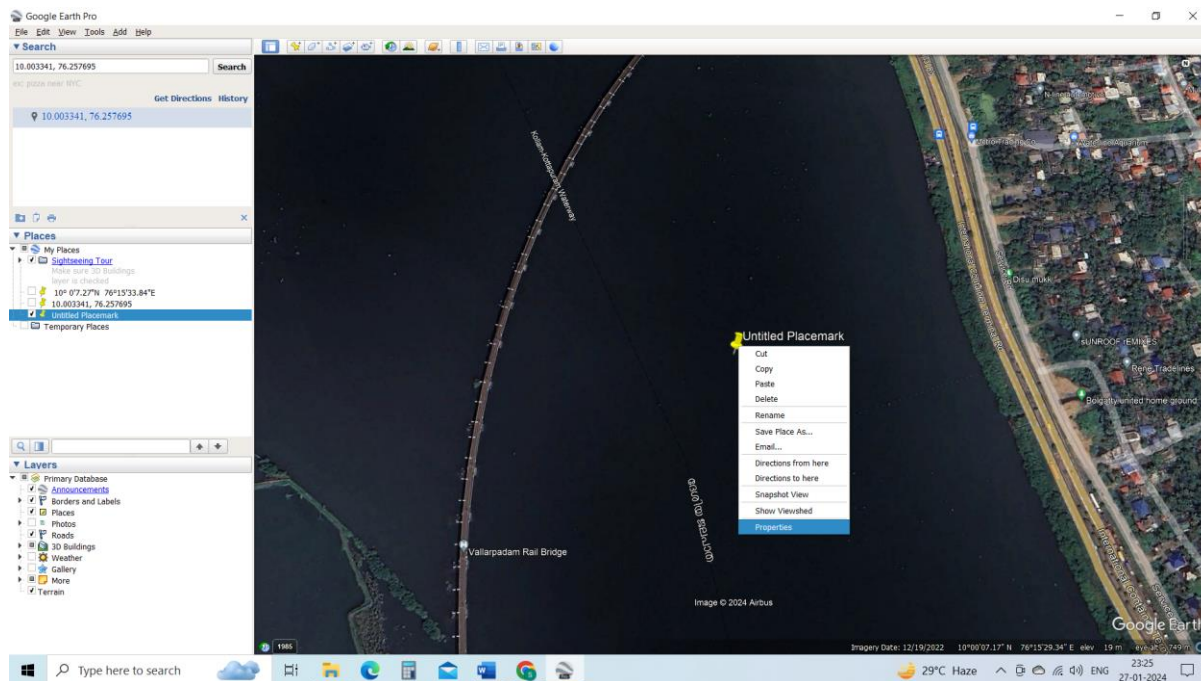 Google Earth Pro
File Edit View Tools Add Help
Search
10.003341, 76.257695
Search
ex: pizza near NYC
Get Directions History
10.003341, 76.257695
Places
My Places
Sightseeing Tour
Make sure 3D Buildings
layer is checked
10° 0'7.27"N 76°15'33.84"E
10.003341, 76.257695
Untitled Placemark
Temporary Places
Layers
Primary Database
Announcements
Borders and Labels
Places
Photos
Roads
3D Buildings
Weather
Gallery
More
Terrain
Kollam-Kottapuram Waterway
Untitled Placemark
Cut
Copy
Paste
Delete
Rename
Save Place As...
Email...
Directions from here
Directions to here
Snapshot View
Show Viewshed
Properties
Disu mukk
Rene Tradelines
Bolgatty united home ground
ദേശീയ ജലപാത
Vallarpadam Rail Bridge
Image © 2024 Airbus
Google Earth
1985
Imagery Date: 12/19/2022 10°00'07.17" N 76°15'29.34" E elev 19 m eye alt 749 m
Type here to search
29°C Haze
ENG
23:25
27-01-2024